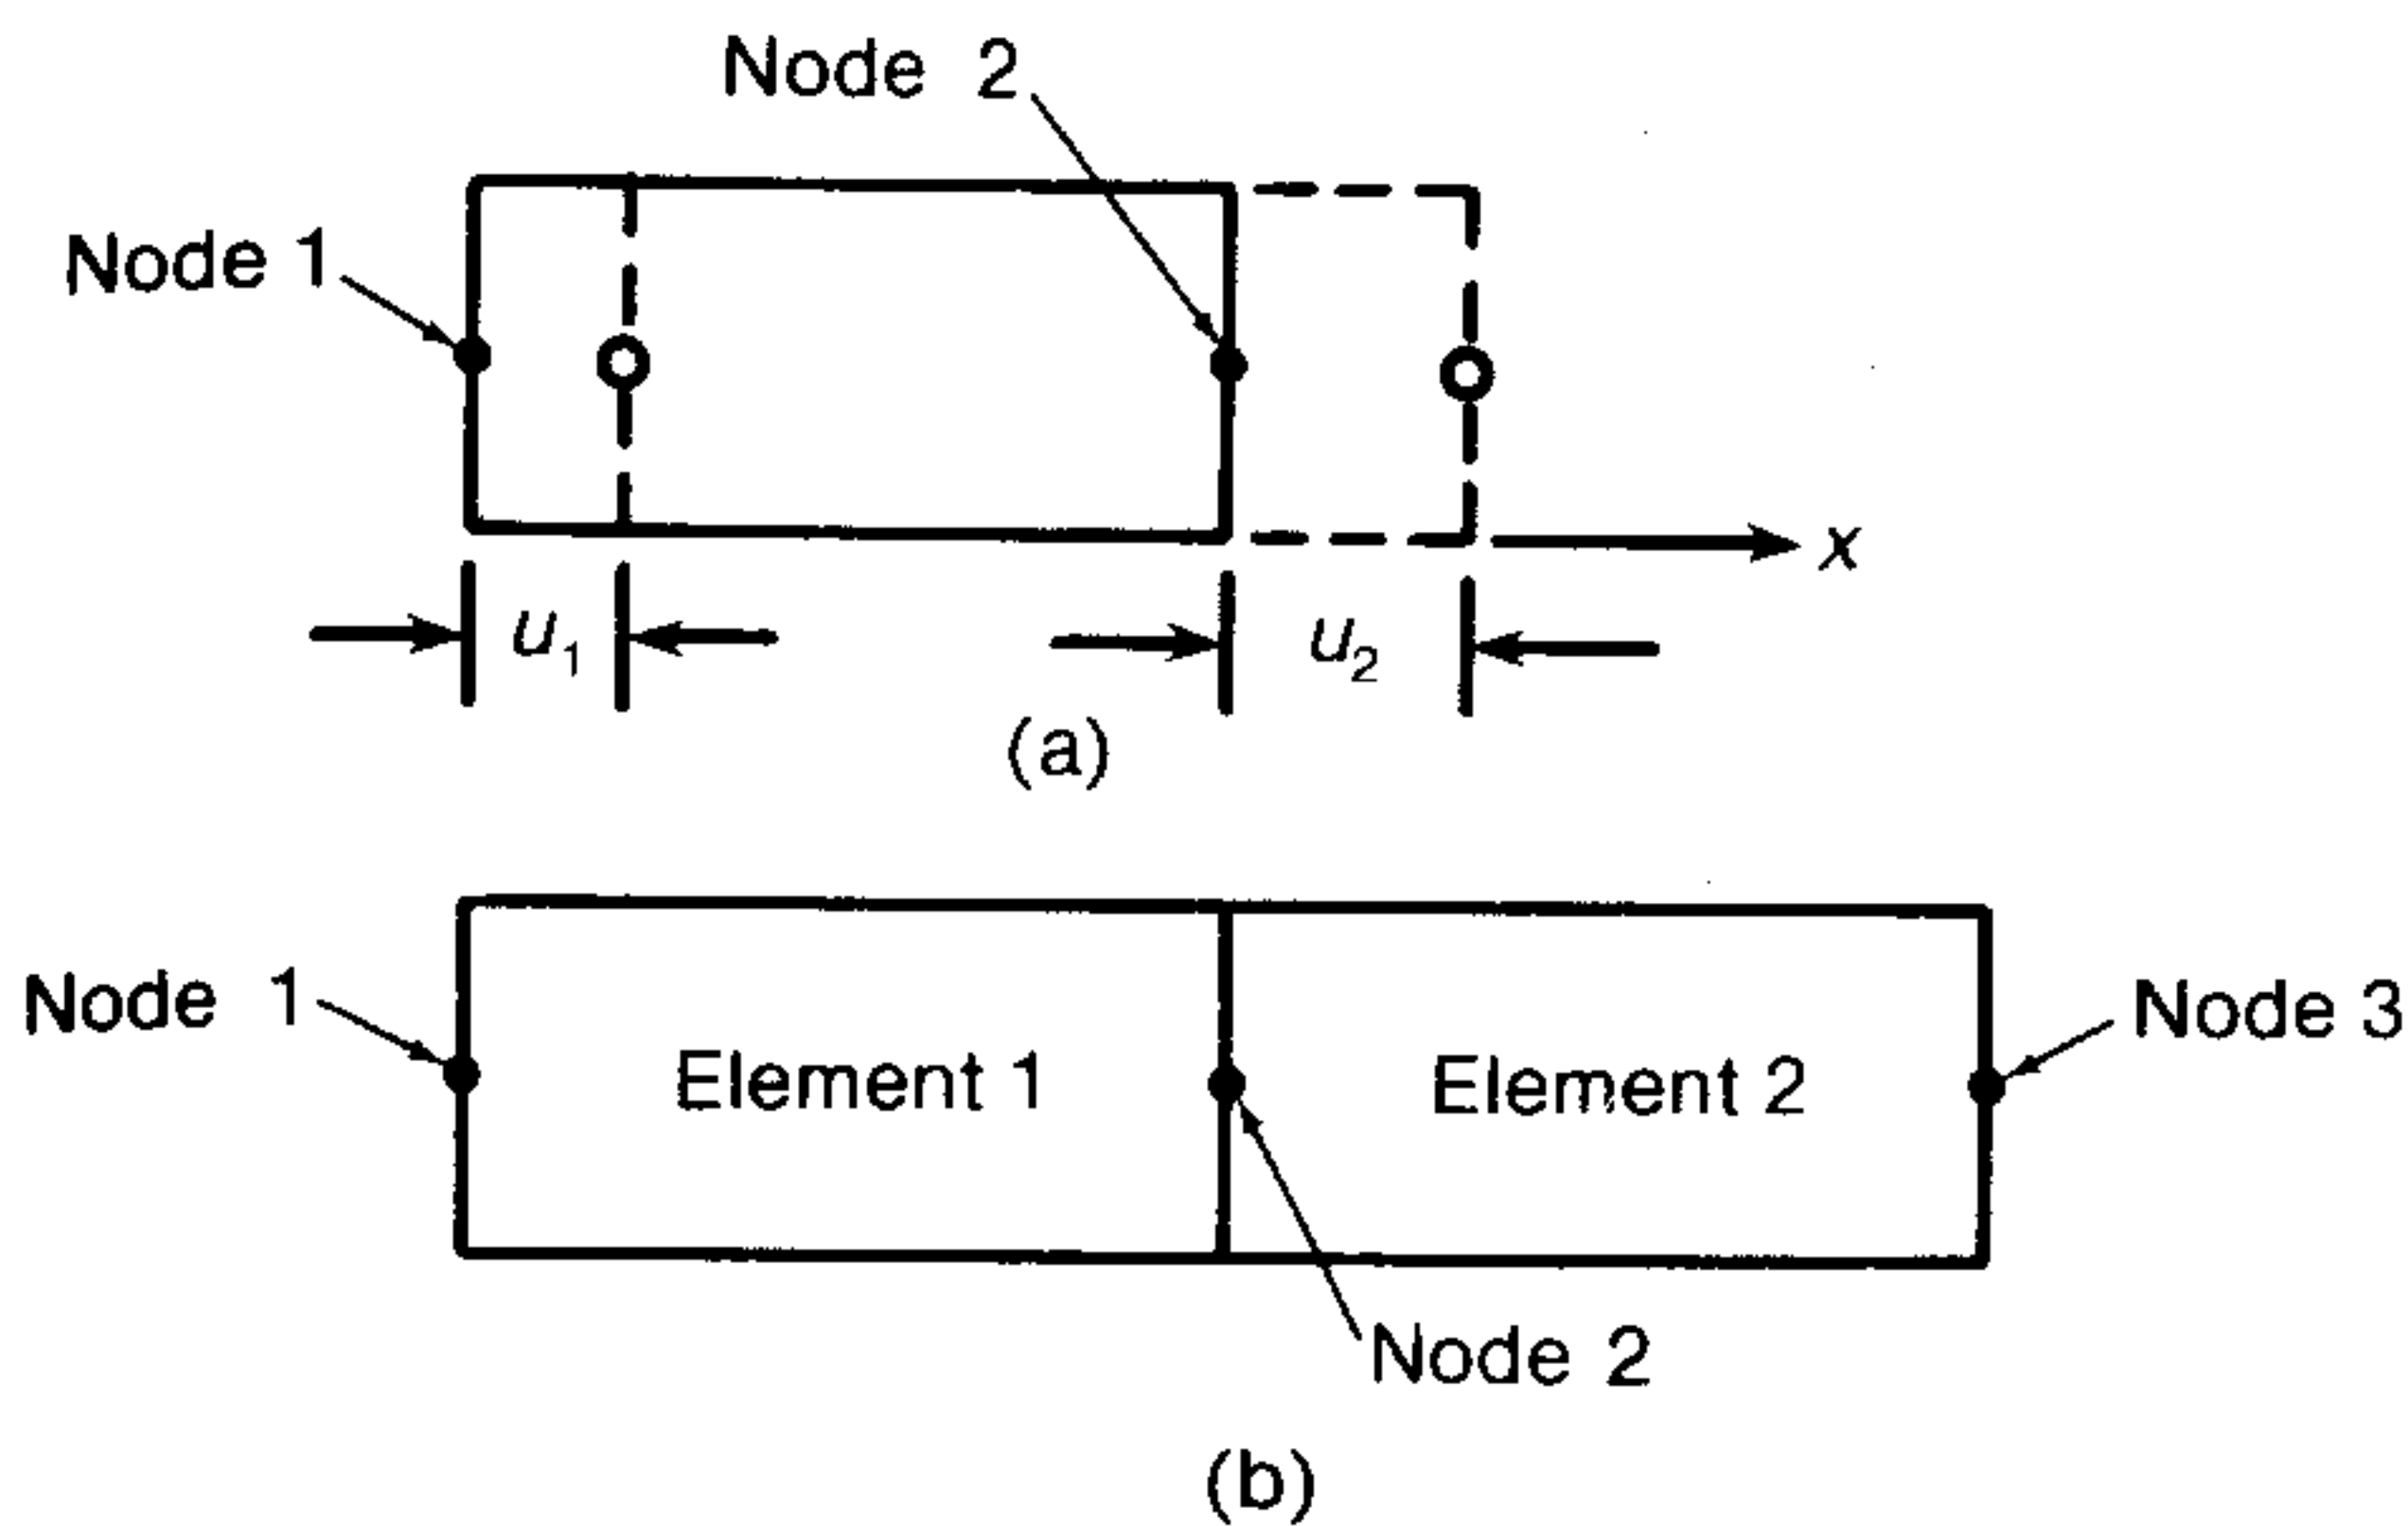 Node 2
Node 1
x
u1
u2
(a)
Node 1
Element 1
Element 2
Node 3
Node 2
(b)